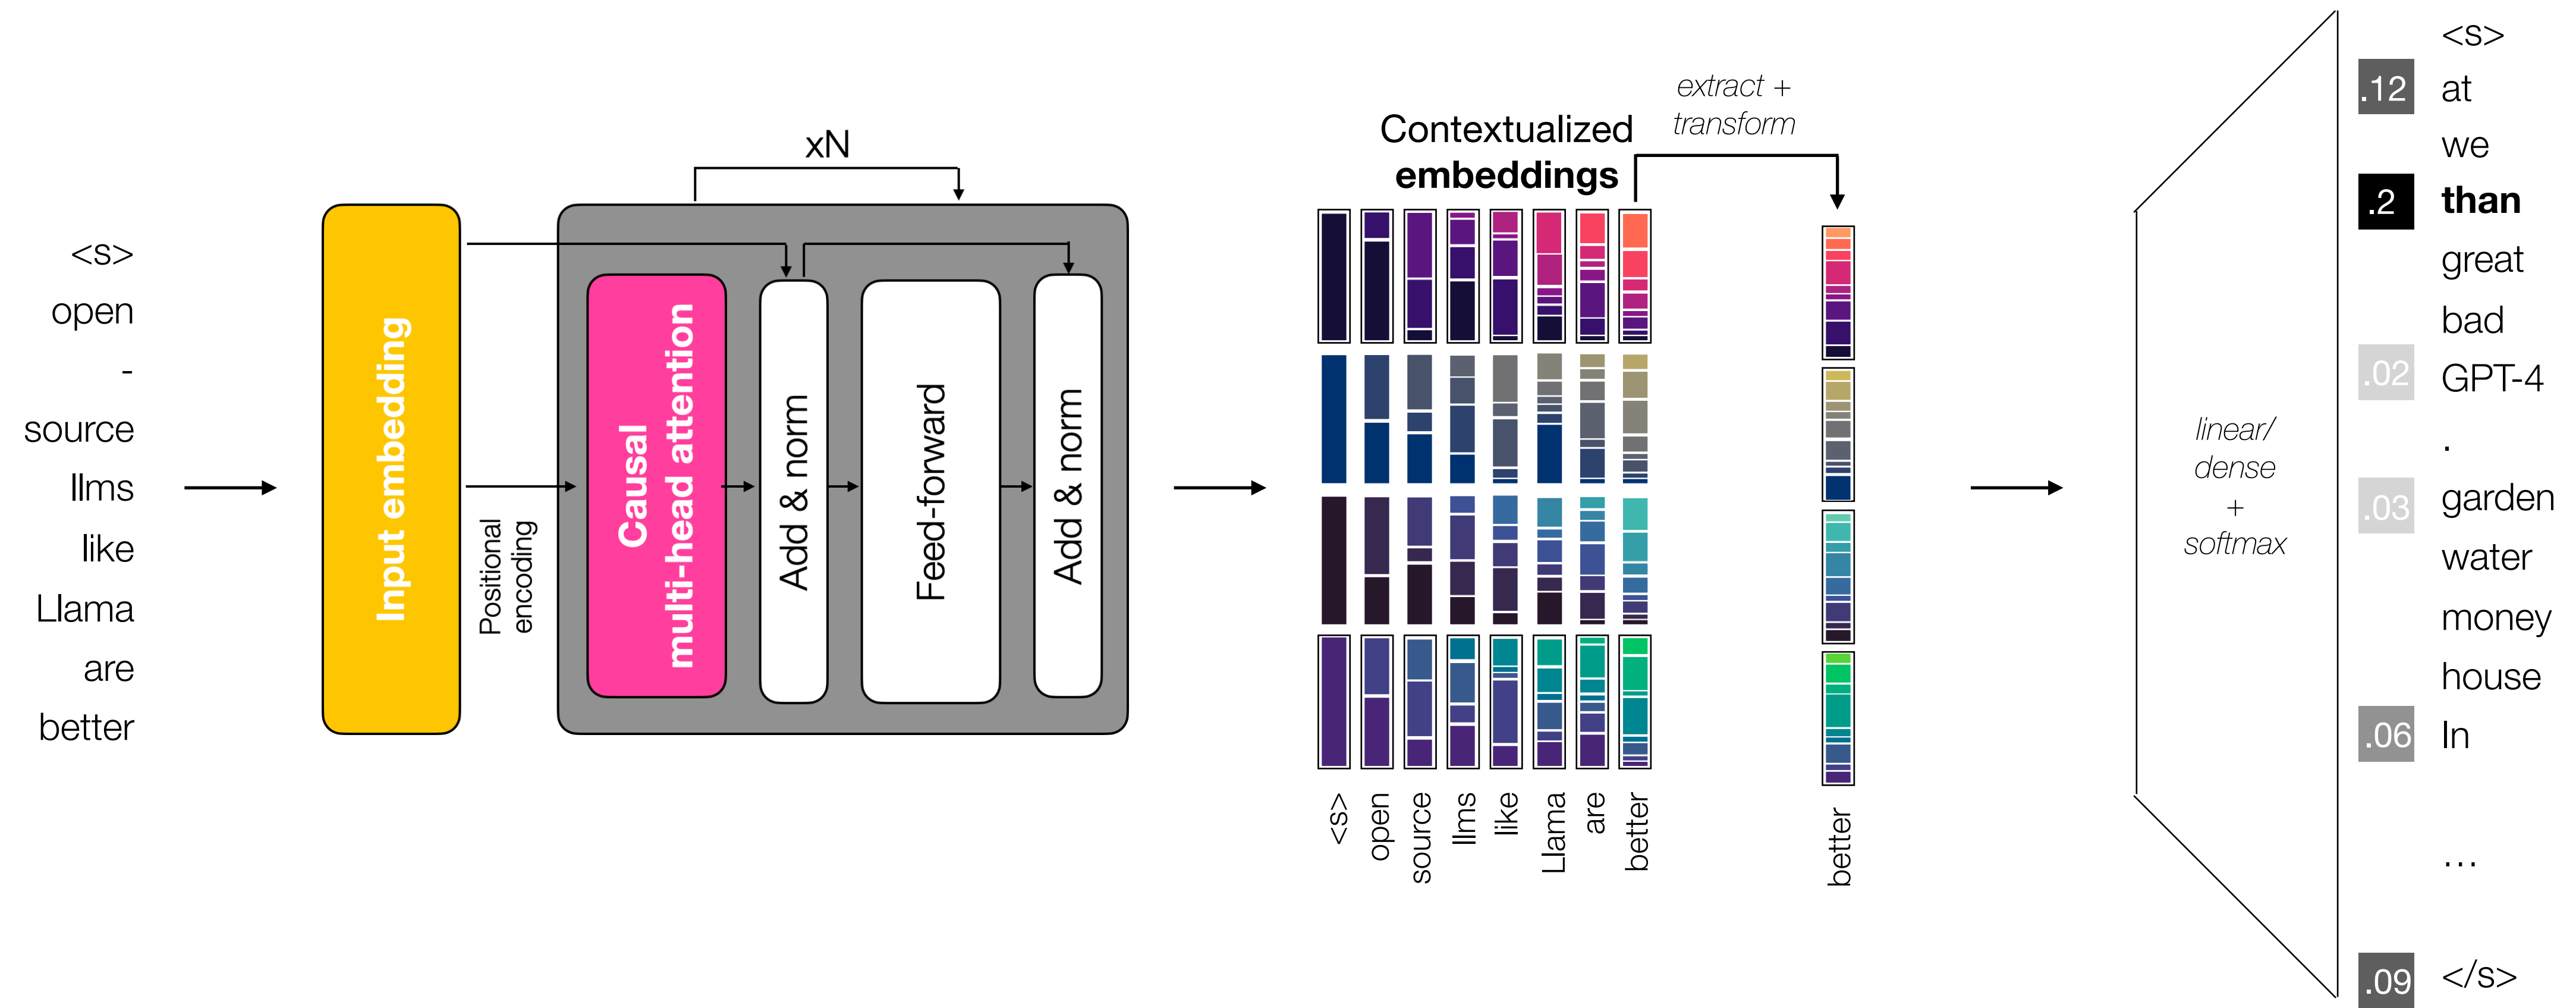 <s>
open
-
source
llms
like
Llama
are
better
Input embedding
Positional
encoding
xN
Causal
multi-head attention
Add & norm
Feed-forward
Add & norm
Contextualized
embeddings
extract +
transform
<s>
open
source
llms
like
Llama
are
better
better
linear/
dense
+
softmax
<s>
.12 at
we
.2 than
great
bad
.02 GPT-4
.
.03 garden
water
money
house
.06 In
...
.09 </s>